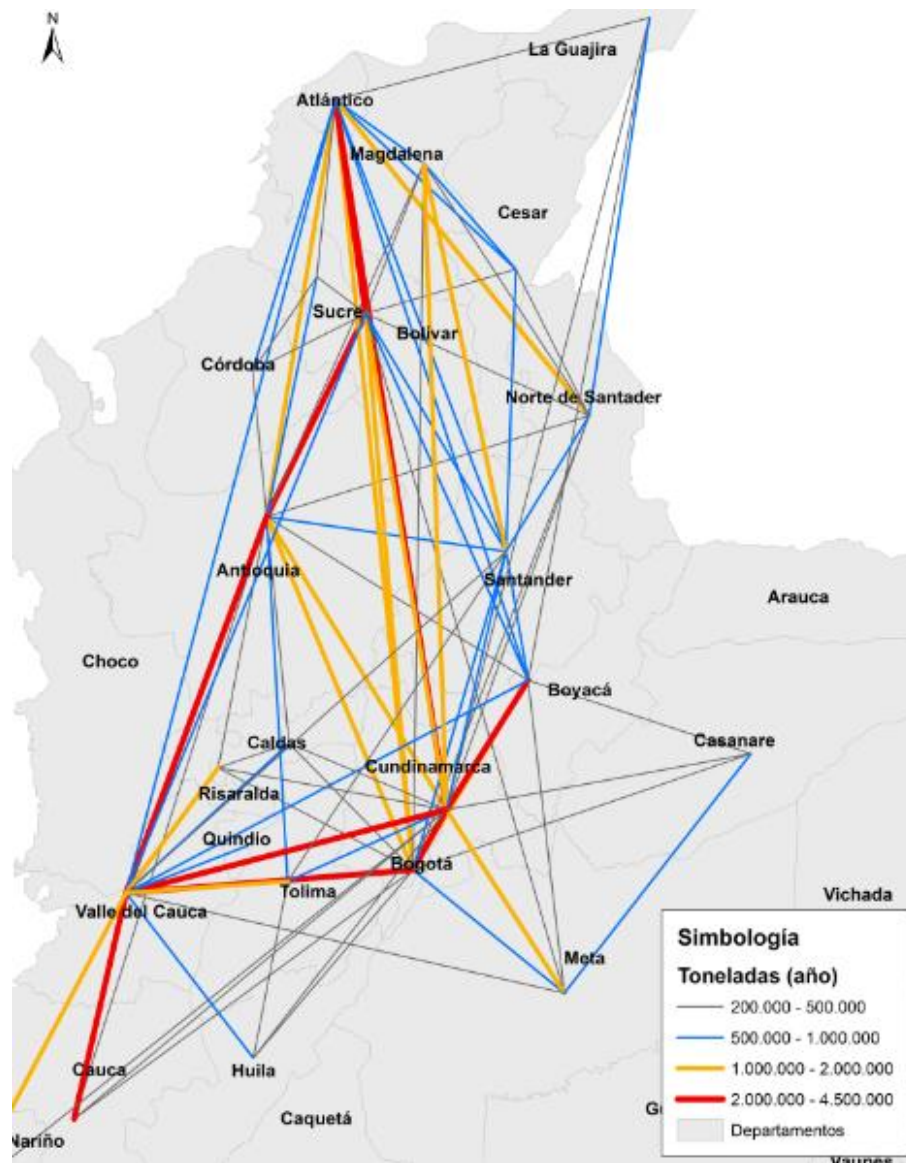 N
La Guajira
Atlántico
Magdalena
Cesar
Sucre
Bolívar
Córdoba
Norte de Santader
Antioquia
Santander
Arauca
Choco
Boyacá
Caldas
Casanare
Cundinamarca
Risaralda
Quindio
Bogotá
Tolima
Vichada
Valle del Cauca
Simbología
Meta
Toneladas (año)
200.000 - 500.000
500.000 - 1.000.000
Cauca
Huila
1.000.000 - 2.000.000
2.000.000 - 4.500.000
Caquetá
Nariño
Departamentos